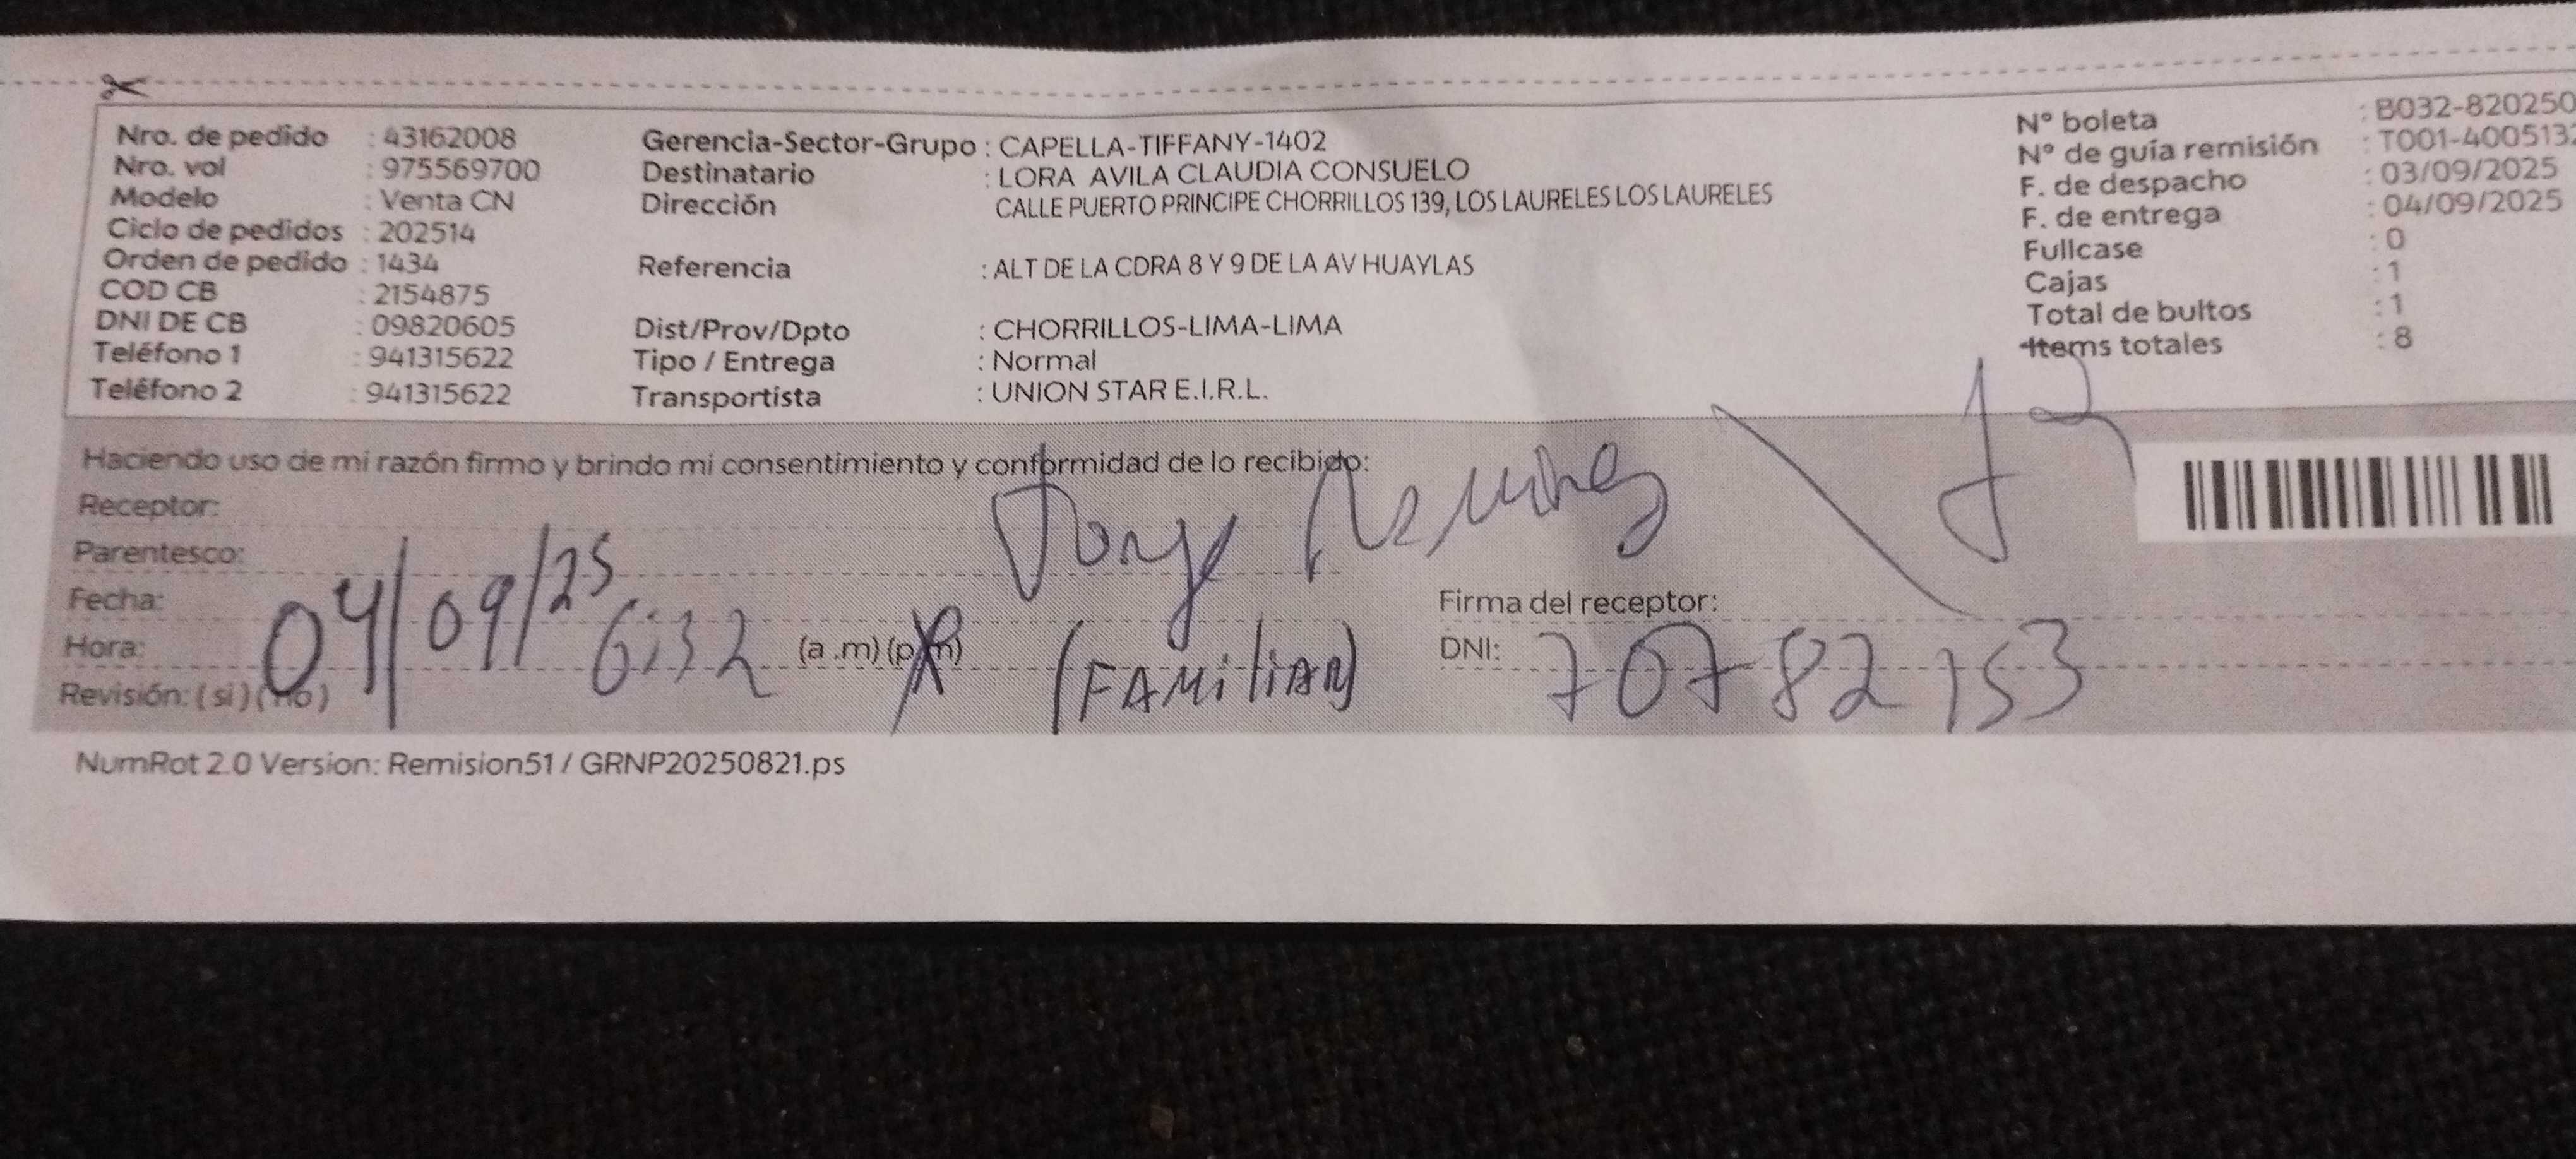 Nro. de pedido : 43162008
Nro. vol : 975569700
Modelo : Venta CN
Ciclo de pedidos : 202514
Orden de pedido : 1434
COD CB : 2154875
DNI DE CB : 09820605
Teléfono 1 : 941315622
Teléfono 2 : 941315622
Gerencia-Sector-Grupo : CAPELLA-TIFFANY-1402
Destinatario : LORA AVILA CLAUDIA CONSUELO
Dirección CALLE PUERTO PRINCIPE CHORRILLOS 139, LOS LAURELES LOS LAURELES
Referencia : ALT DE LA CDRA 8 Y 9 DE LA AV HUAYLAS
Dist/Prov/Dpto : CHORRILLOS-LIMA-LIMA
Tipo / Entrega : Normal
Transportista : UNION STAR E.I.R.L.
N° boleta : B032-820250
N° de guía remisión : T001-400513
F. de despacho : 03/09/2025
F. de entrega : 04/09/2025
Fullcase : 0
Cajas : 1
Total de bultos : 1
Items totales : 8
Haciendo uso de mi razón firmo y brindo mi consentimiento y conformidad de lo recibido:
Receptor: Jorge
Parentesco:
Fecha: 04/09/25
Hora: 6:32 (a .m) (p.m)
(FAMILIAR)
Revisión: ( si ) ( no )
Firma del receptor:
DNI: 70782153
NumRot 2.0 Version: Remision51 / GRNP20250821.ps